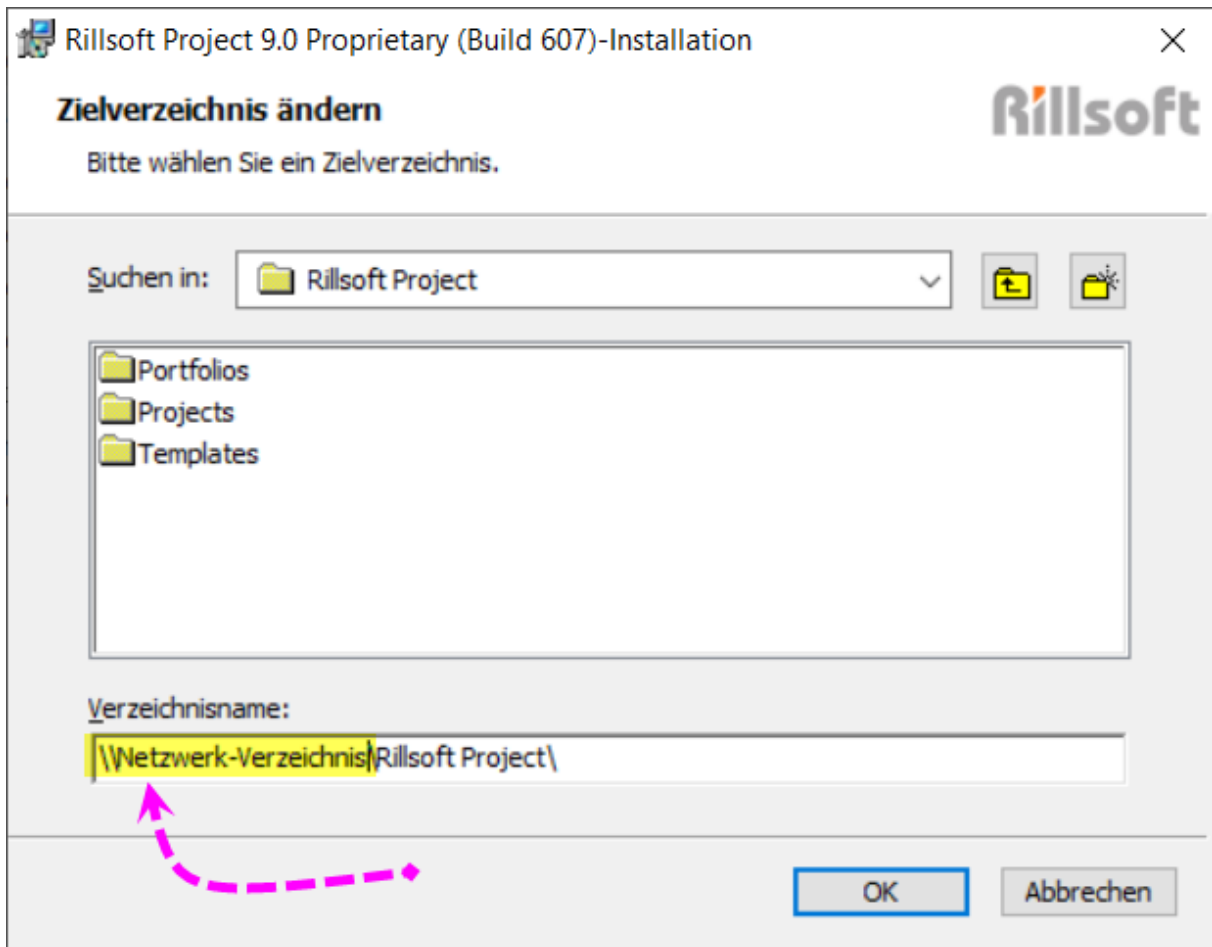 Rillsoft Project 9.0 Proprietary (Build 607)-Installation
Zielverzeichnis ändern
Rillsoft
Bitte wählen Sie ein Zielverzeichnis.
Suchen in: Rillsoft Project
Portfolios
Projects
Templates
Verzeichnisname:
\\Netzwerk-Verzeichnis\Rillsoft Project\
OK Abbrechen